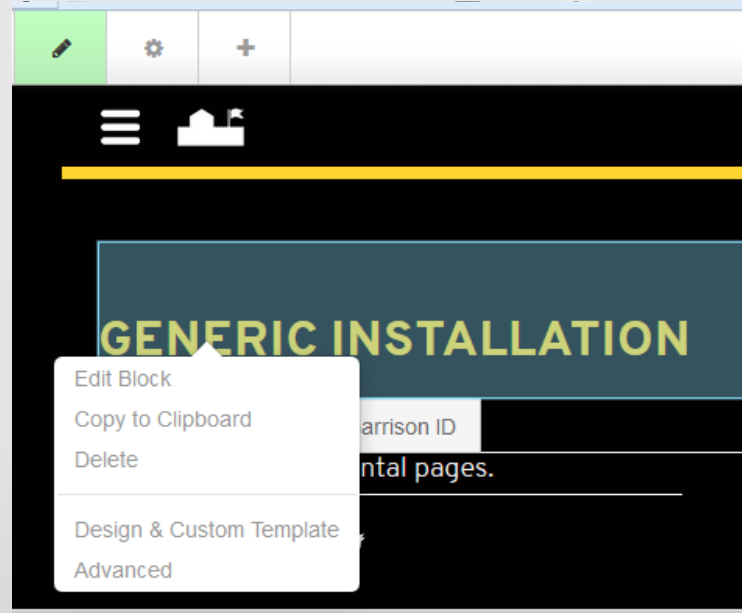 GENERIC INSTALLATION
Edit Block
Copy to Clipboard
arrison ID
Delete
ntal pages.
Design & Custom Template
Advanced